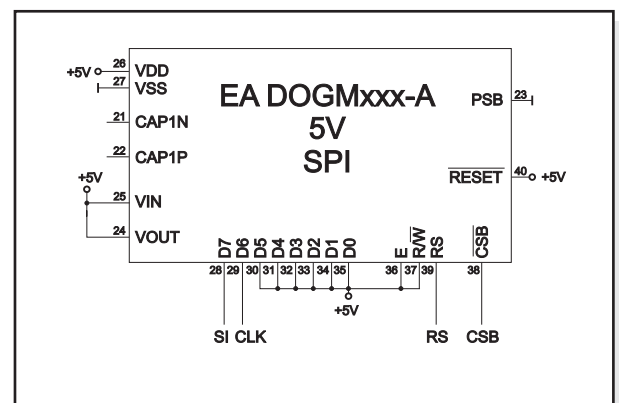 EA DOGMxxx-A
5V
SPI
+5V 26 VDD
27 VSS
21 CAP1N
22 CAP1P
+5V
25 VIN
24 VOUT
PSB 23
RESET 40 +5V
D7 D6 D5 D4 D3 D2 D1 D0 E R/W RS CSB
28 29 30 31 32 33 34 35 36 37 39 38
+5V
SI CLK RS CSB